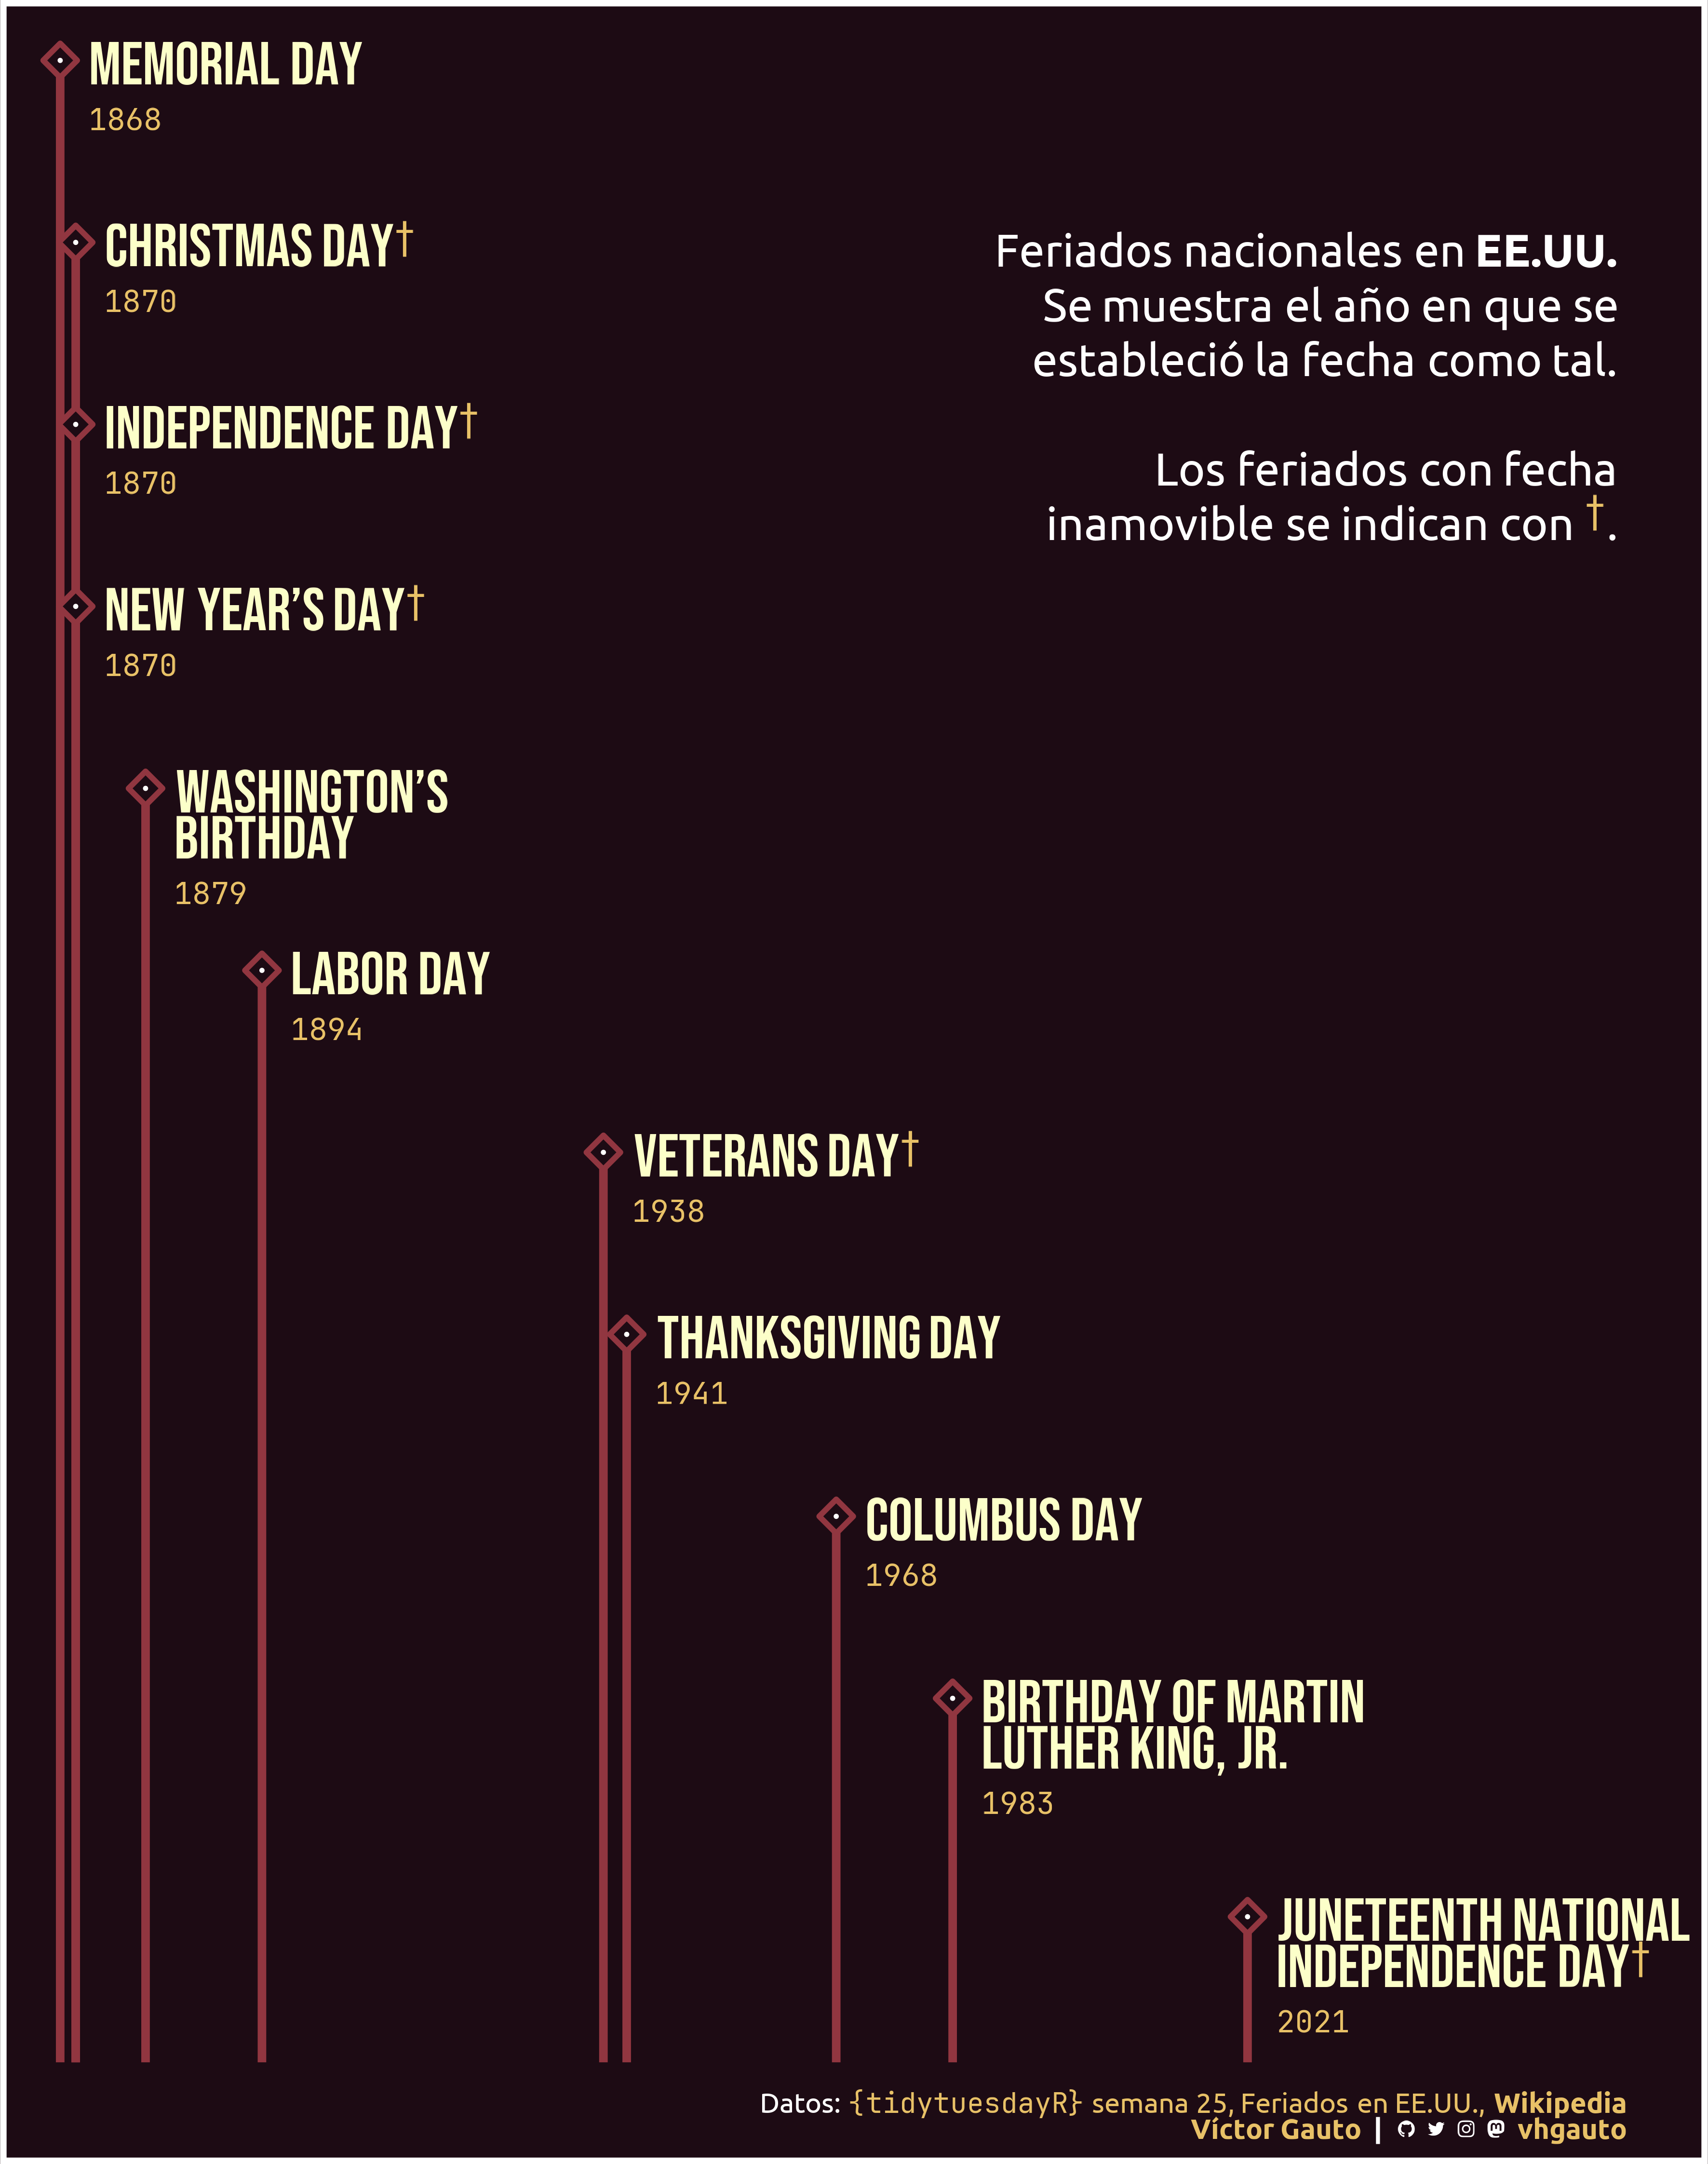 MEMORIAL DAY
1868
CHRISTMAS DAY†
1870
Feriados nacionales en EE.UU.
Se muestra el año en que se
estableció la fecha como tal.
Los feriados con fecha
inamovible se indican con †.
INDEPENDENCE DAY†
1870
NEW YEAR’S DAY†
1870
WASHINGTON’S
BIRTHDAY
1879
LABOR DAY
1894
VETERANS DAY†
1938
THANKSGIVING DAY
1941
COLUMBUS DAY
1968
BIRTHDAY OF MARTIN
LUTHER KING, JR.
1983
JUNETEENTH NATIONAL
INDEPENDENCE DAY†
2021
Datos: {tidytuesdayR} semana 25, Feriados en EE.UU., Wikipedia
Víctor Gauto | vhgauto